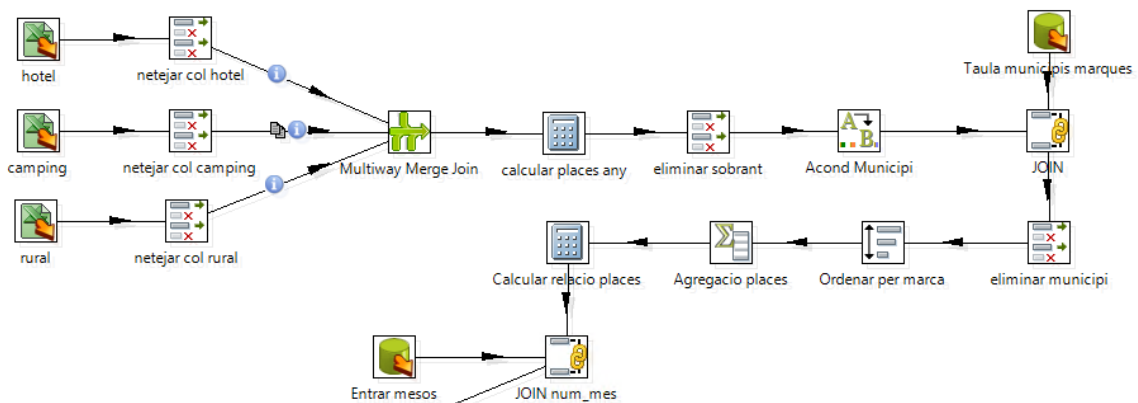 hotel
netejar col hotel
Taula municipis marques
camping
netejar col camping
Multiway Merge Join
calcular places any
eliminar sobrant
Acond Municipi
JOIN
rural
netejar col rural
Calcular relacio places
Agregacio places
Ordenar per marca
eliminar municipi
Entrar mesos
JOIN num_mes